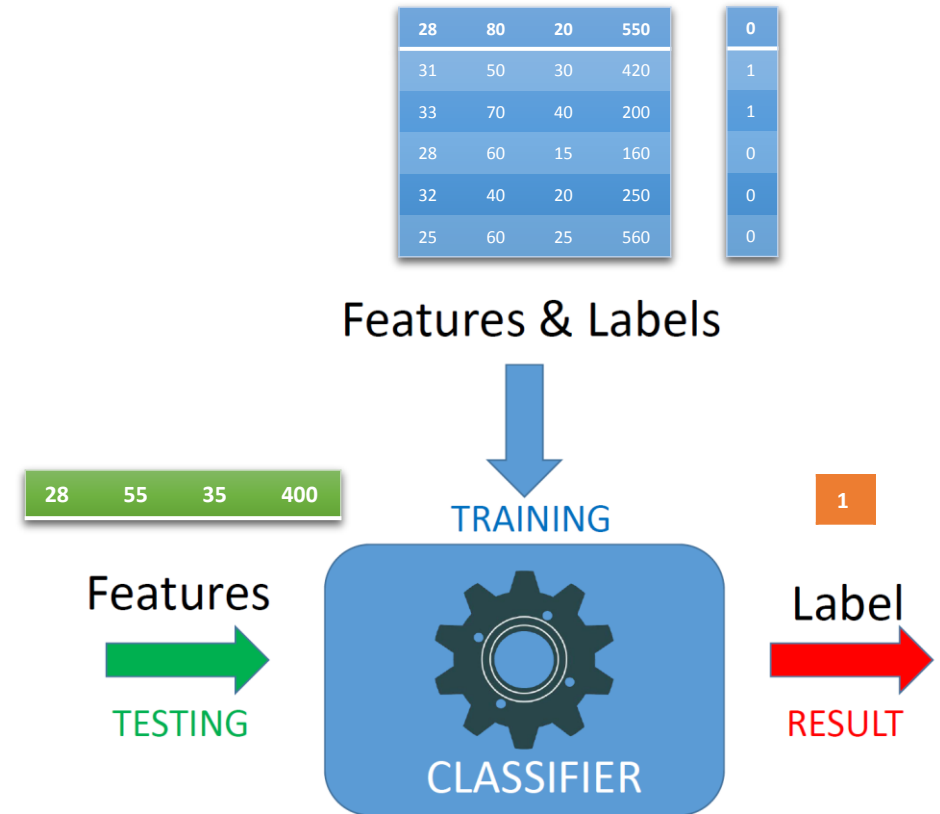 28 80 20 550 0
31 50 30 420 1
33 70 40 200 1
28 60 15 160 0
32 40 20 250 0
25 60 25 560 0
Features & Labels
28 55 35 400
TRAINING
1
Features
Label
TESTING
RESULT
CLASSIFIER